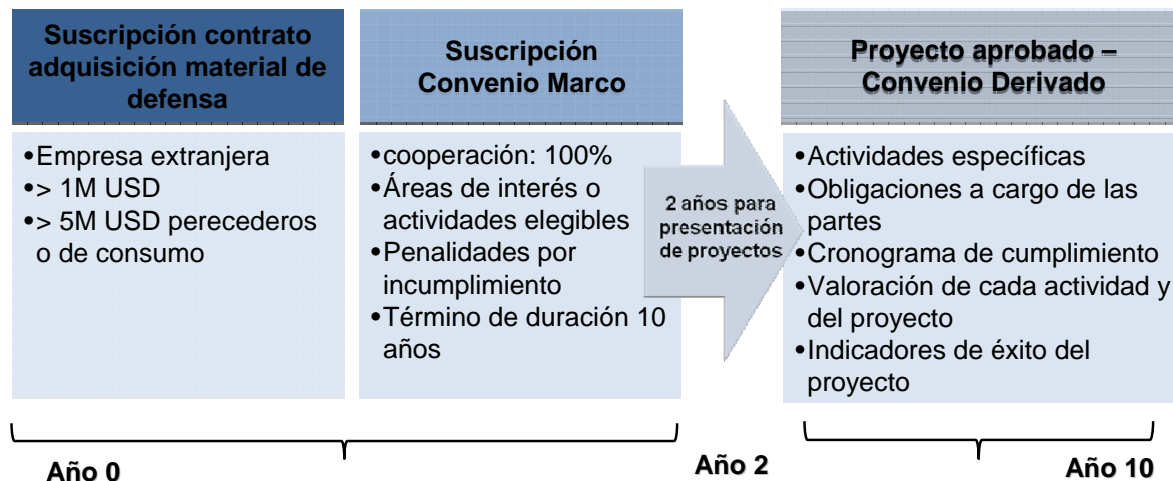 Suscripción contrato
adquisición material de
defensa
•Empresa extranjera
•> 1M USD
•> 5M USD perecederos
o de consumo
Suscripción
Convenio Marco
•cooperación: 100%
•Áreas de interés o
actividades elegibles
•Penalidades por
incumplimiento
•Término de duración 10
años
2 años para
presentación
de proyectos
Proyecto aprobado –
Convenio Derivado
•Actividades específicas
•Obligaciones a cargo de las
partes
•Cronograma de cumplimiento
•Valoración de cada actividad y
del proyecto
•Indicadores de éxito del
proyecto
Año 0
Año 2
Año 10